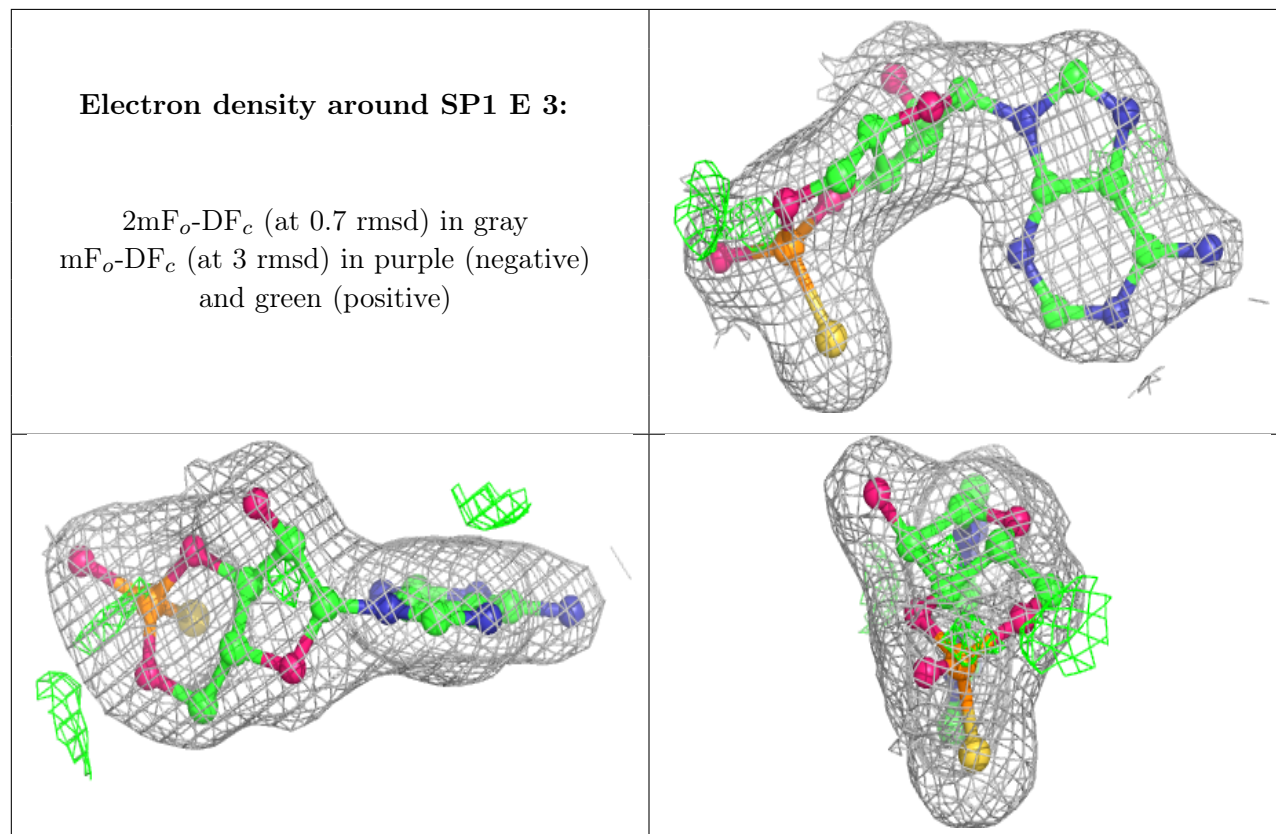 Electron density around SP1 E 3:
2mFo-DFc (at 0.7 rmsd) in gray
mFo-DFc (at 3 rmsd) in purple (negative)
and green (positive)